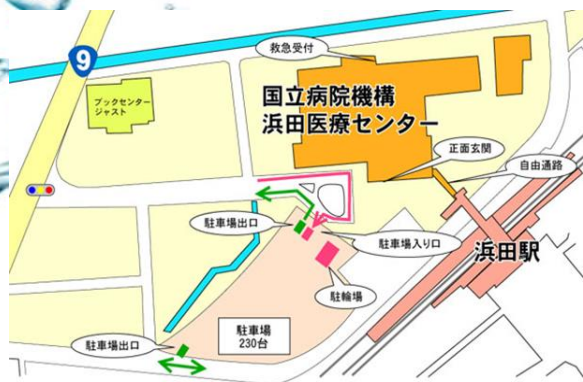 救急受付
9
ブックセンター
ジャスト
国立病院機構
浜田医療センター
正面玄関
自由通路
駐車場出口
駐車場入り口
浜田駅
駐輪場
駐車場
230台
駐車場出口